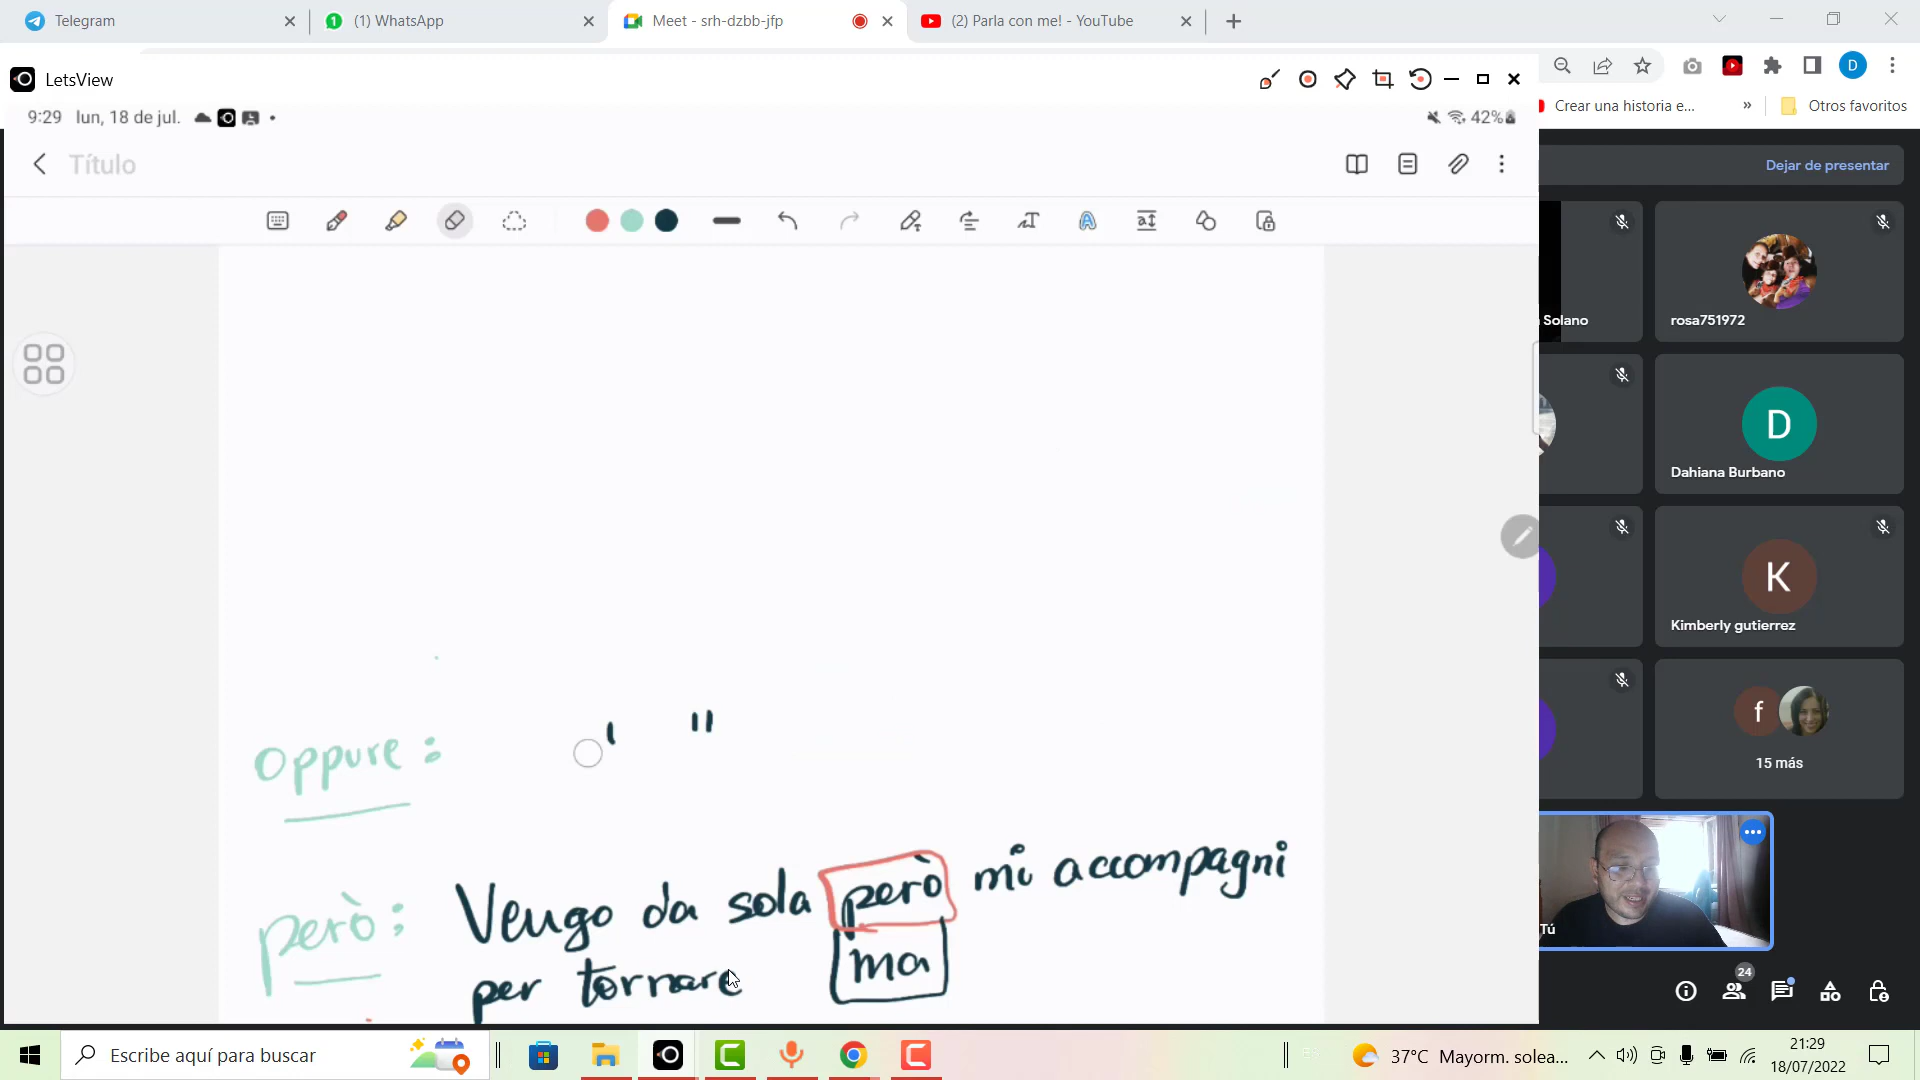 Telegram
(1) WhatsApp
Meet - srh-dzbb-jfp
(2) Parla con me! - YouTube
LetsView
D
Crear una historia e...
»
Otros favoritos
9:29 lun, 18 de jul.
42%
Título
Dejar de presentar
Solano
rosa751972
D
Dahiana Burbano
K
Kimberly gutierrez
f
15 más
Tú
24
oppure: ' "
però: Vengo da sola però mi accompagni
ma
per tornare
Escribe aquí para buscar
37°C Mayorm. solea...
21:29
18/07/2022